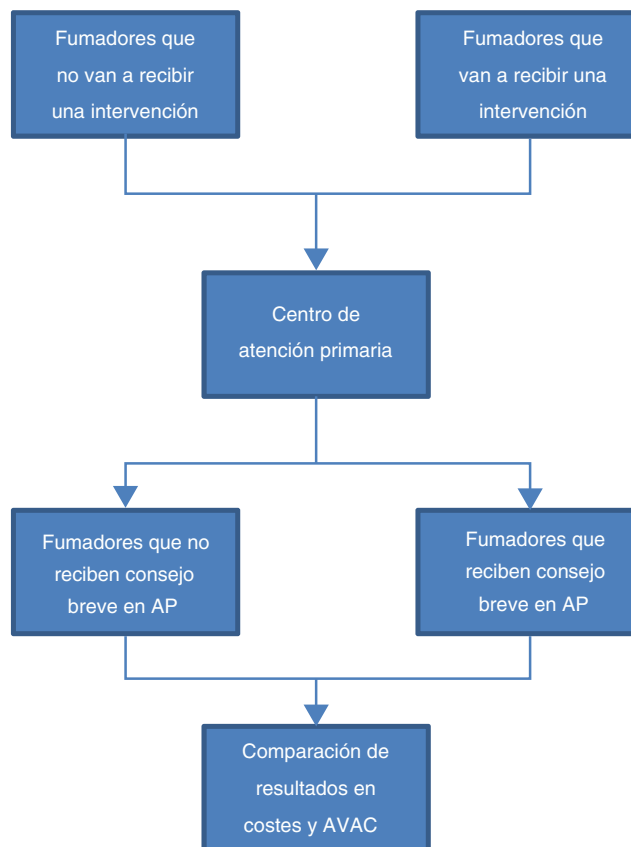 Fumadores que
no van a recibir
una intervención
Fumadores que
van a recibir una
intervención
Centro de
atención primaria
Fumadores que no
reciben consejo
breve en AP
Fumadores que
reciben consejo
breve en AP
Comparación de
resultados en
costes y AVAC